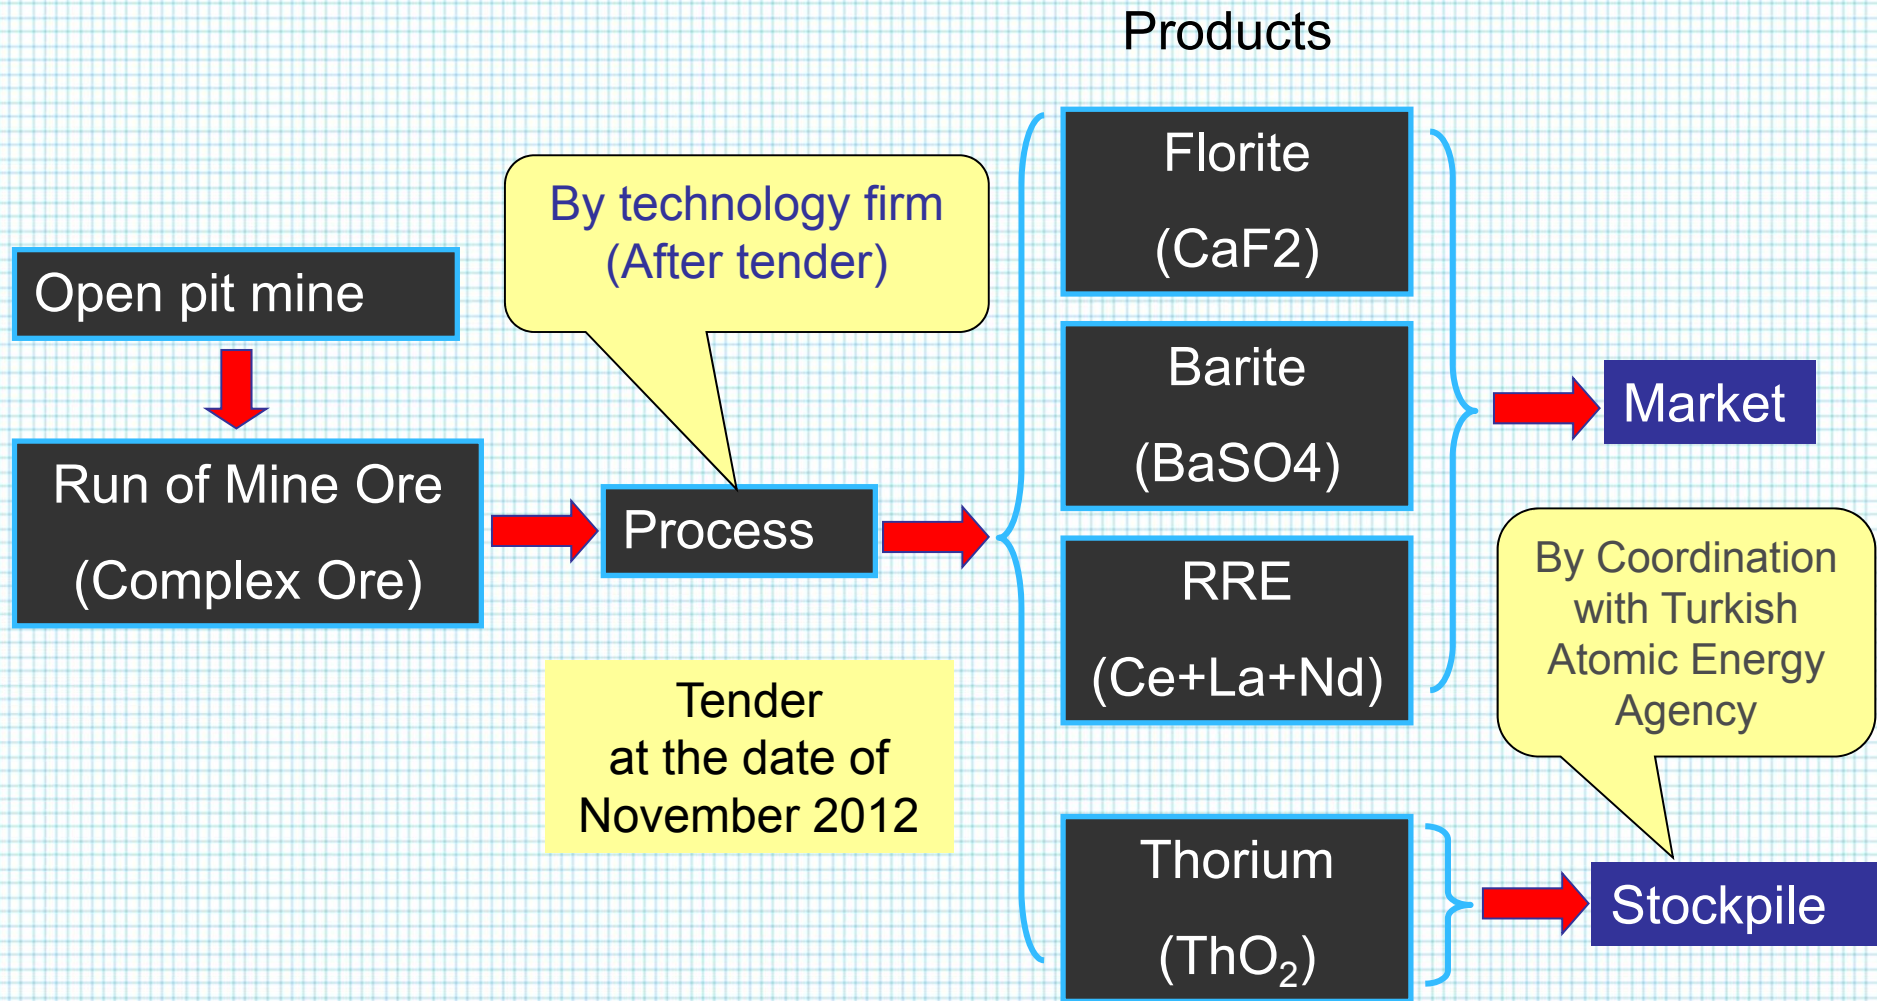 Products
Open pit mine
Run of Mine Ore
(Complex Ore)
By technology firm
(After tender)
Process
Tender
at the date of
November 2012
Florite
(CaF2)
Barite
(BaSO4)
RRE
(Ce+La+Nd)
Thorium
(ThO₂)
Market
By Coordination
with Turkish
Atomic Energy
Agency
Stockpile